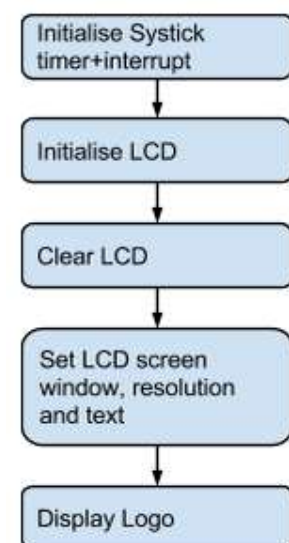 Initialise Systick
timer+interrupt
Initialise LCD
Clear LCD
Set LCD screen
window, resolution
and text
Display Logo